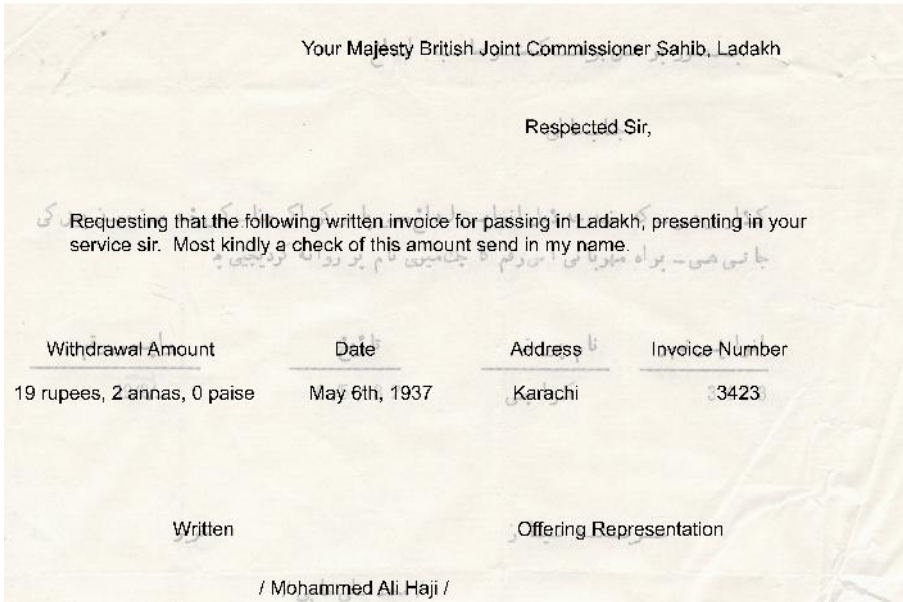 Your Majesty British Joint Commissioner Sahib, Ladakh
Respected Sir,
Requesting that the following written invoice for passing in Ladakh, presenting in your
service sir. Most kindly a check of this amount send in my name.
Withdrawal Amount Date Address Invoice Number
19 rupees, 2 annas, 0 paise May 6th, 1937 Karachi 3423
Written Offering Representation
/ Mohammed Ali Haji /